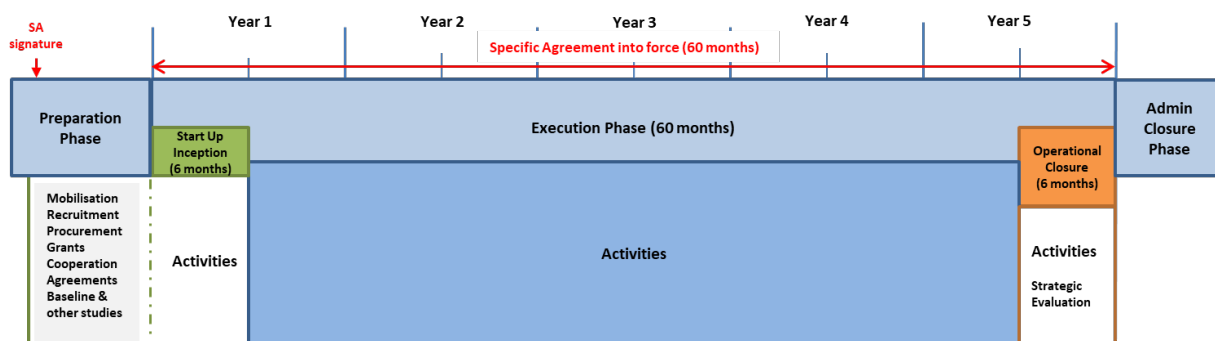 SA
signature
Year 1
Year 2
Year 3
Year 4
Year 5
Specific Agreement into force (60 months)
Preparation
Phase
Execution Phase (60 months)
Admin
Closure
Phase
Start Up
Inception
(6 months)
Operational
Closure
(6 months)
Mobilisation
Recruitment
Procurement
Grants
Cooperation
Agreements
Baseline &
other studies
Activities
Activities
Activities
Strategic
Evaluation